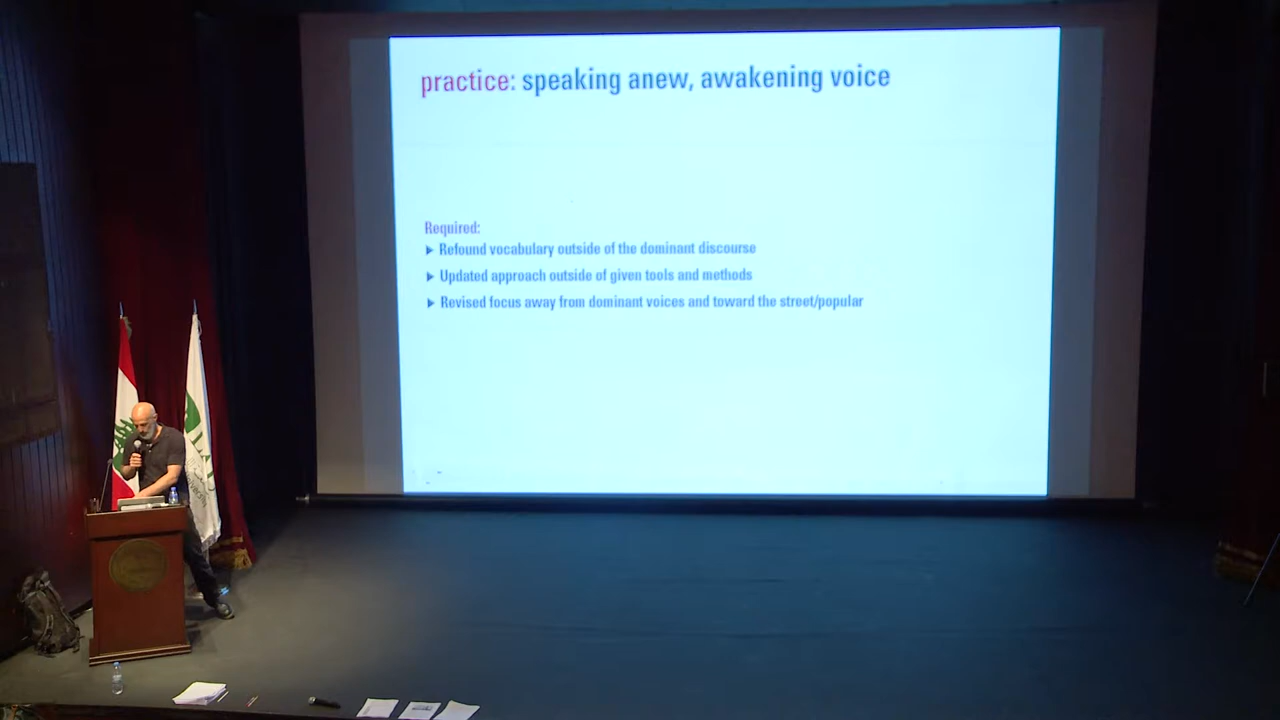 practice: speaking anew, awakening voice
Required:
▶ Refound vocabulary outside of the dominant discourse
▶ Updated approach outside of given tools and methods
▶ Revised focus away from dominant voices and toward the street/popular